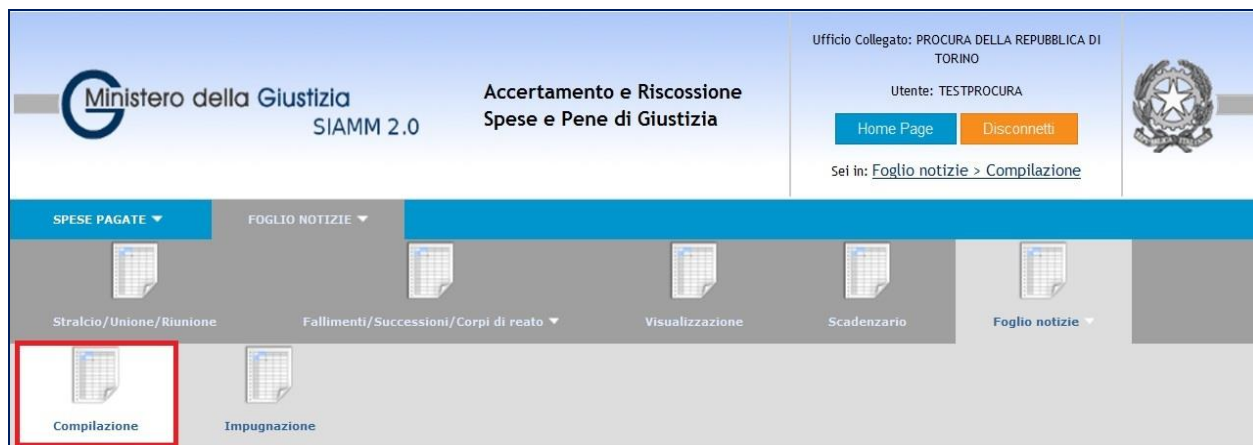 Ministero della Giustizia
SIAMM 2.0
Accertamento e Riscossione
Spese e Pene di Giustizia
Ufficio Collegato: PROCURA DELLA REPUBBLICA DI
TORINO
Utente: TESTPROCURA
Home Page Disconnetti
Sei in: Foglio notizie > Compilazione
SPESE PAGATE FOGLIO NOTIZIE
Stralcio/Unione/Riunione Fallimenti/Successioni/Corpi di reato Visualizzazione Scadenzario Foglio notizie
Compilazione Impugnazione